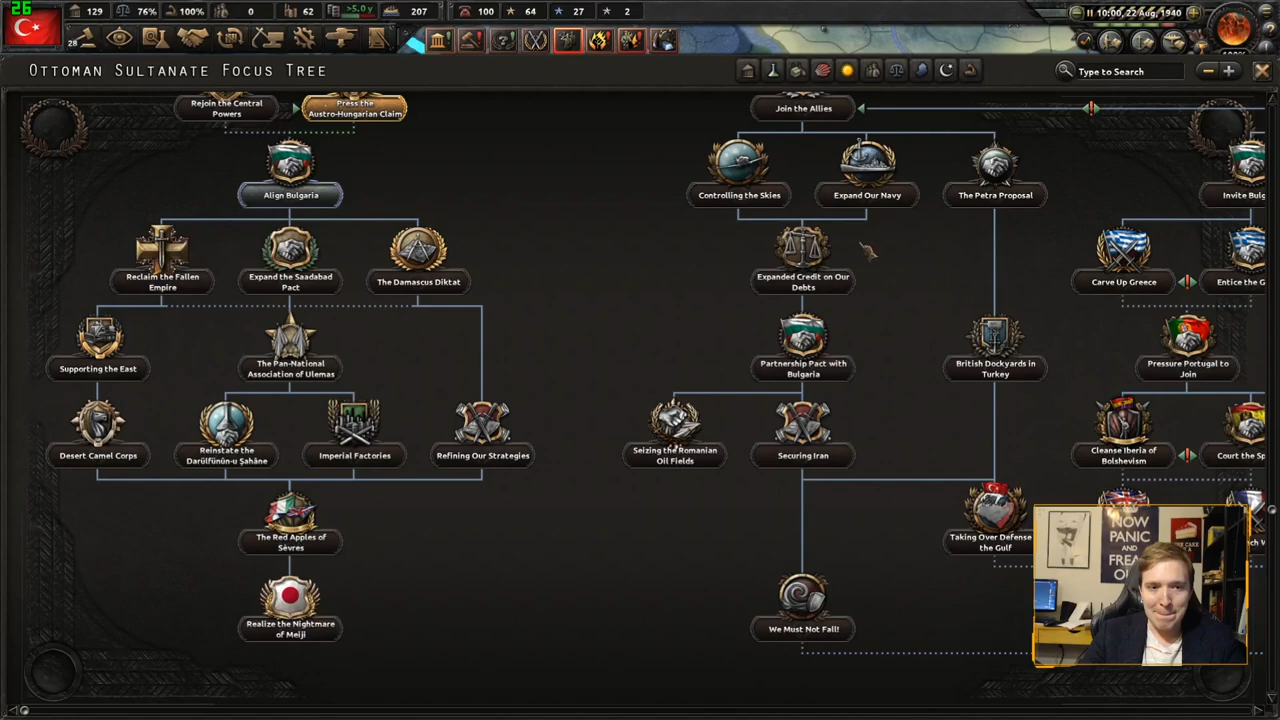 26
129
76%
100%
0
62
>5.0 y
207
100
64
27
2
10:00, 22 Aug, 1940
28
100%
OTTOMAN SULTANATE FOCUS TREE
Type to Search
Rejoin the Central
Powers
Press the
Austro-Hungarian Claim
Join the Allies
Align Bulgaria
Controlling the Skies
Expand Our Navy
The Petra Proposal
Invite Bulg
Reclaim the Fallen
Empire
Expand the Saadabad
Pact
The Damascus Diktat
Expanded Credit on Our
Debts
Carve Up Greece
Entice the G
Supporting the East
The Pan-National
Association of Ulemas
Partnership Pact with
Bulgaria
British Dockyards in
Turkey
Pressure Portugal to
Join
Desert Camel Corps
Reinstate the
Darülfünûn-u Şahâne
Imperial Factories
Refining Our Strategies
Seizing the Romanian
Oil Fields
Securing Iran
Cleanse Iberia of
Bolshevism
Court the Sp
The Red Apples of
Sèvres
Taking Over Defense
the Gulf
NOW
PANIC
AND
FREAK
Realize the Nightmare
of Meiji
We Must Not Fall!